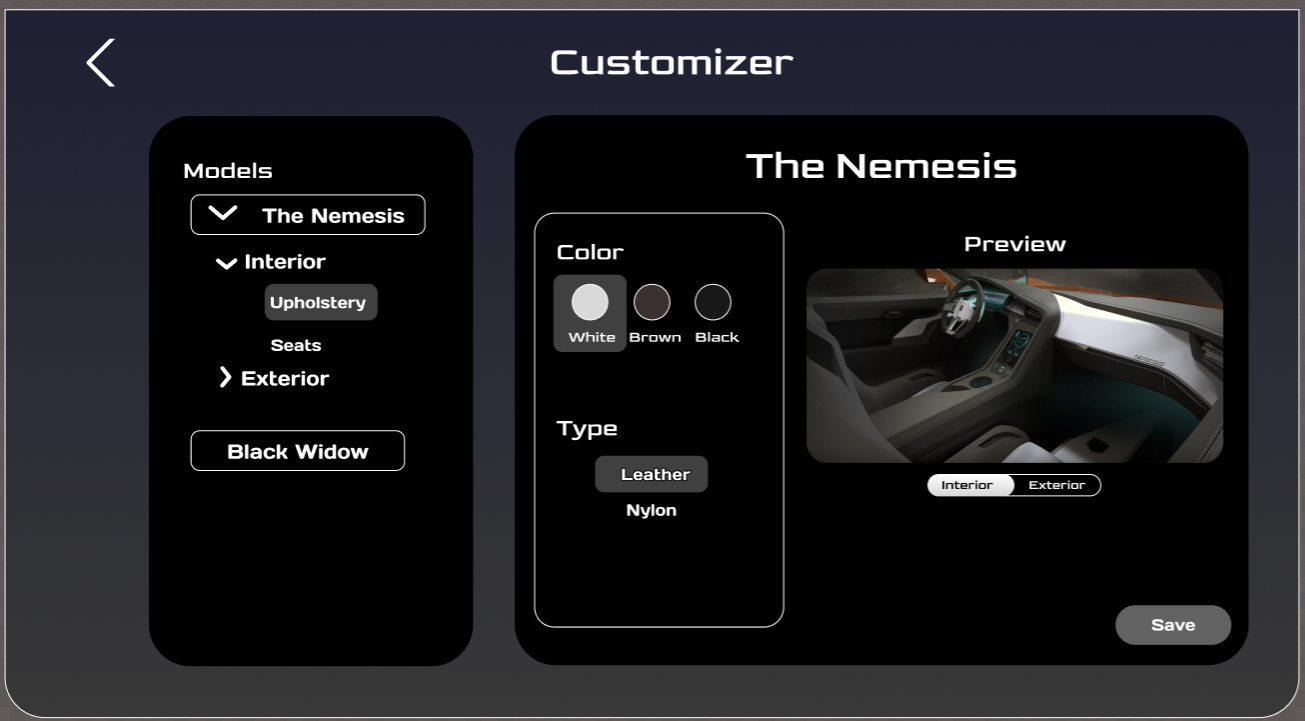 Customizer
Models
The Nemesis
Interior
Upholstery
Seats
Exterior
Black Widow
The Nemesis
Color
White Brown Black
Type
Leather
Nylon
Preview
Interior Exterior
Save